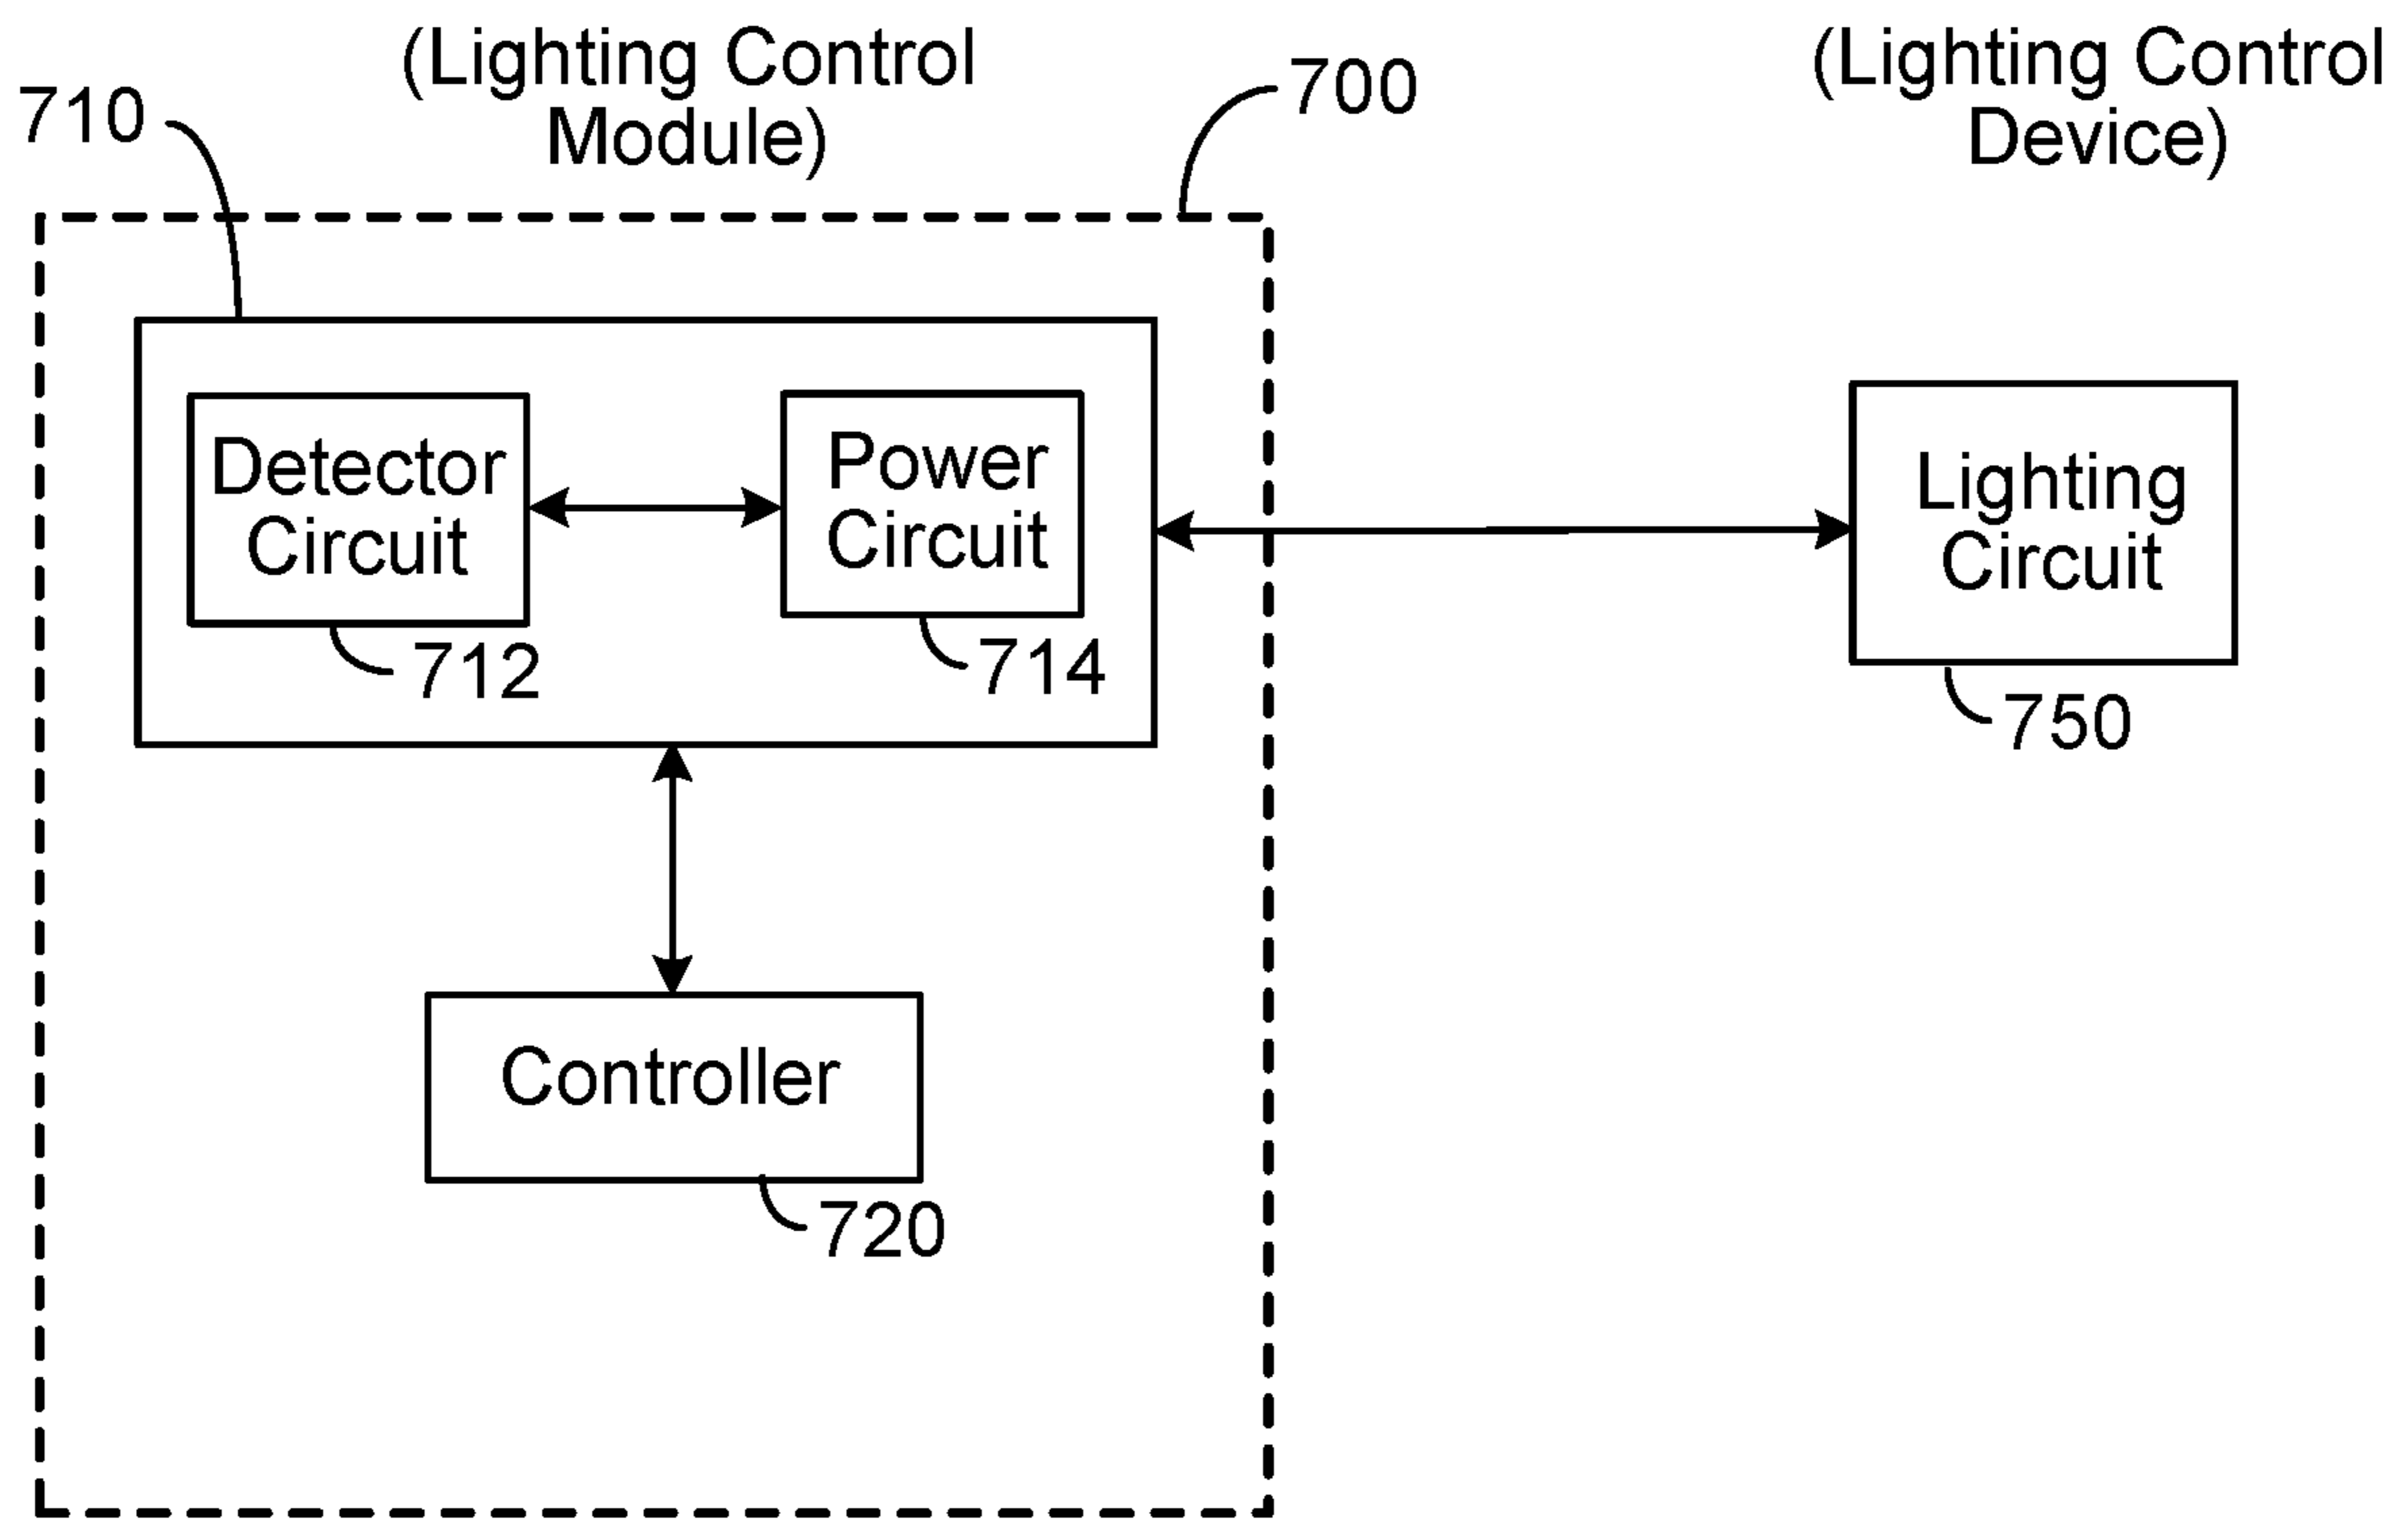 (Lighting Control
Module)
700
(Lighting Control
Device)
710
Detector
Circuit
712
Power
Circuit
714
Lighting
Circuit
750
Controller
720